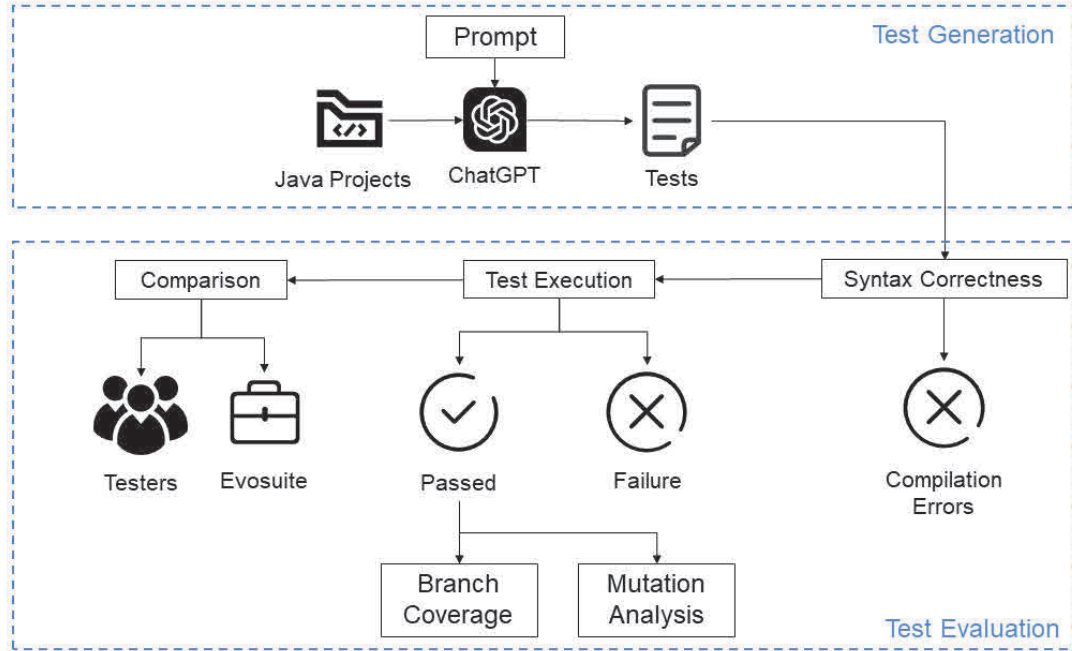 Test Generation
Prompt
Java Projects
ChatGPT
Tests
Comparison
Test Execution
Syntax Correctness
Testers
Evosuite
Passed
Failure
Compilation
Errors
Branch
Coverage
Mutation
Analysis
Test Evaluation